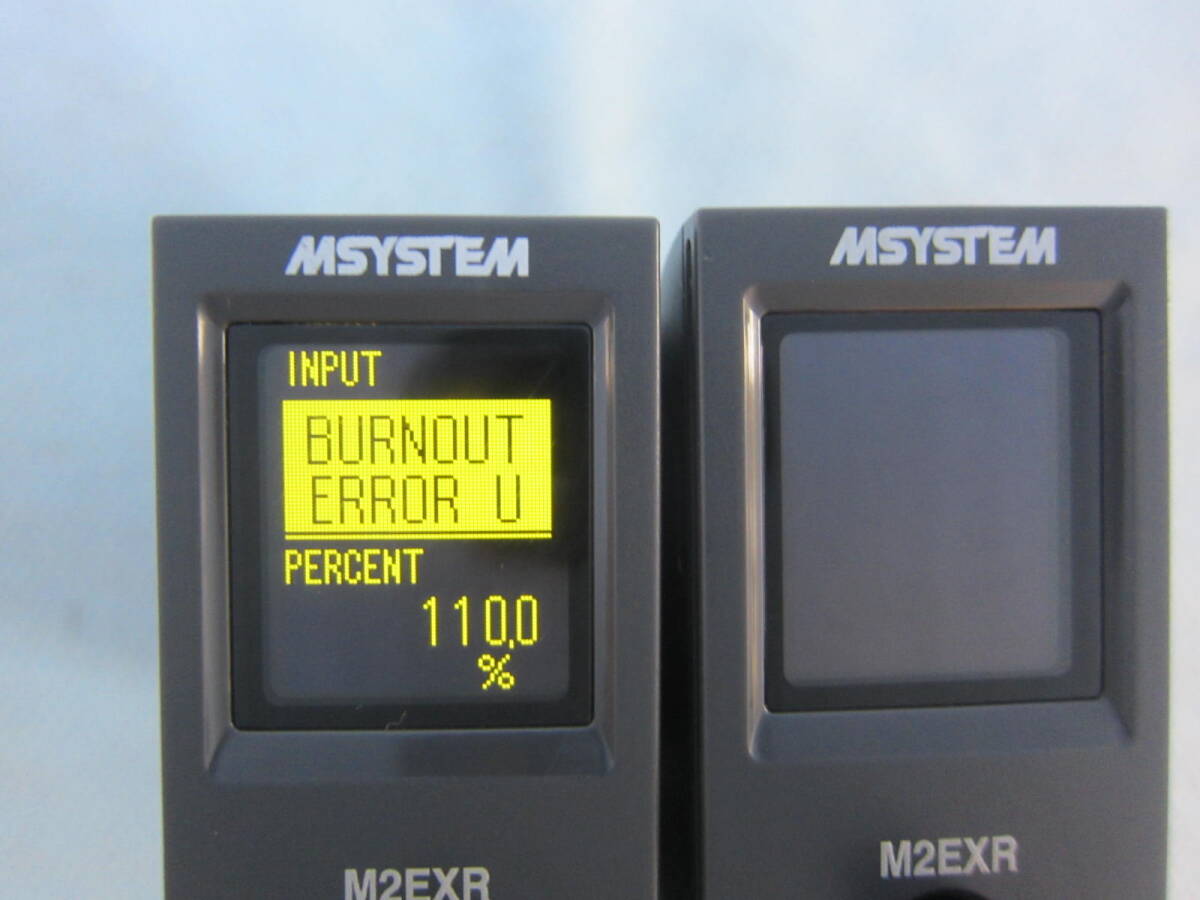 MSYSTEM
INPUT
BURNOUT
ERROR U
PERCENT
110.0
%
M2EXR
MSYSTEM
M2EXR